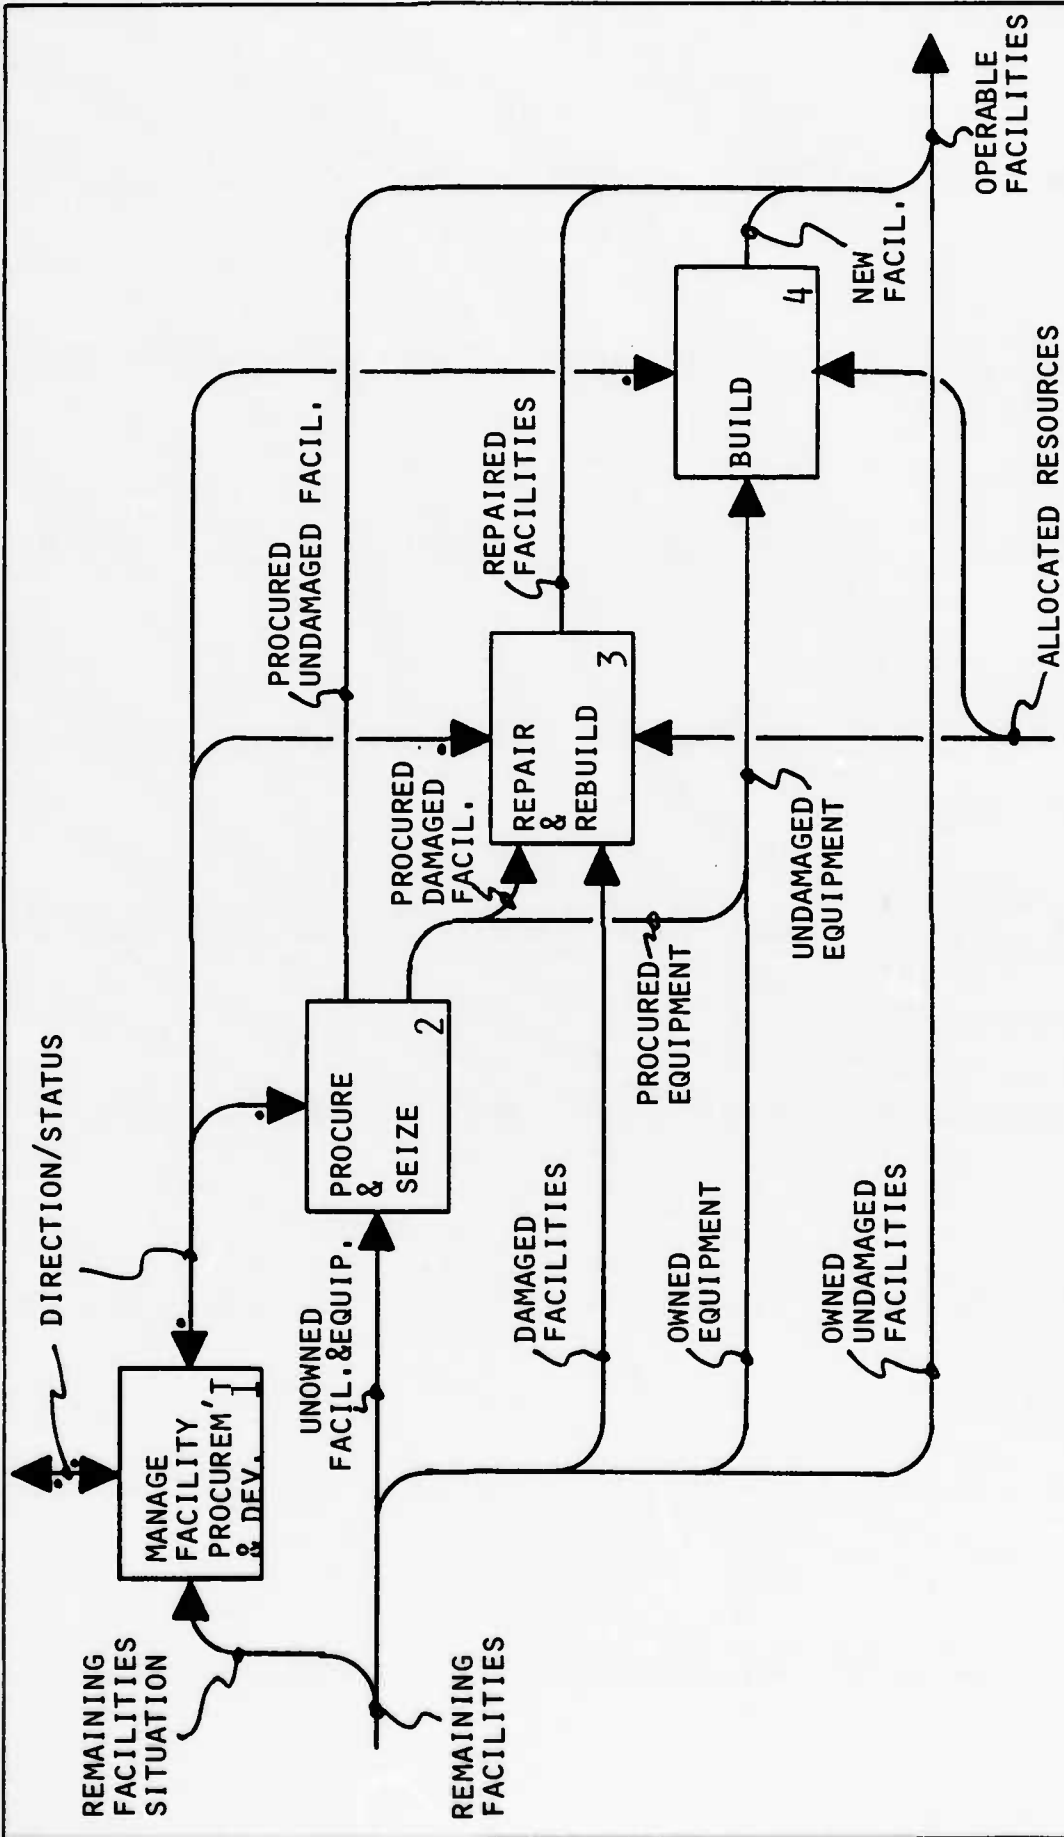 DIRECTION/STATUS
MANAGE
FACILITY
PROCUREM'T
& DEV.
1
REMAINING
FACILITIES
SITUATION
REMAINING
FACILITIES
UNOWNED
FACIL.&EQUIP.
PROCURE
&
SEIZE
2
PROCURED
UNDAMAGED FACIL.
PROCURED
DAMAGED
FACIL.
REPAIR
&
REBUILD
3
REPAIRED
FACILITIES
DAMAGED
FACILITIES
PROCURED
EQUIPMENT
OWNED
EQUIPMENT
UNDAMAGED
EQUIPMENT
BUILD
4
NEW
FACIL.
OWNED
UNDAMAGED
FACILITIES
OPERABLE
FACILITIES
ALLOCATED RESOURCES